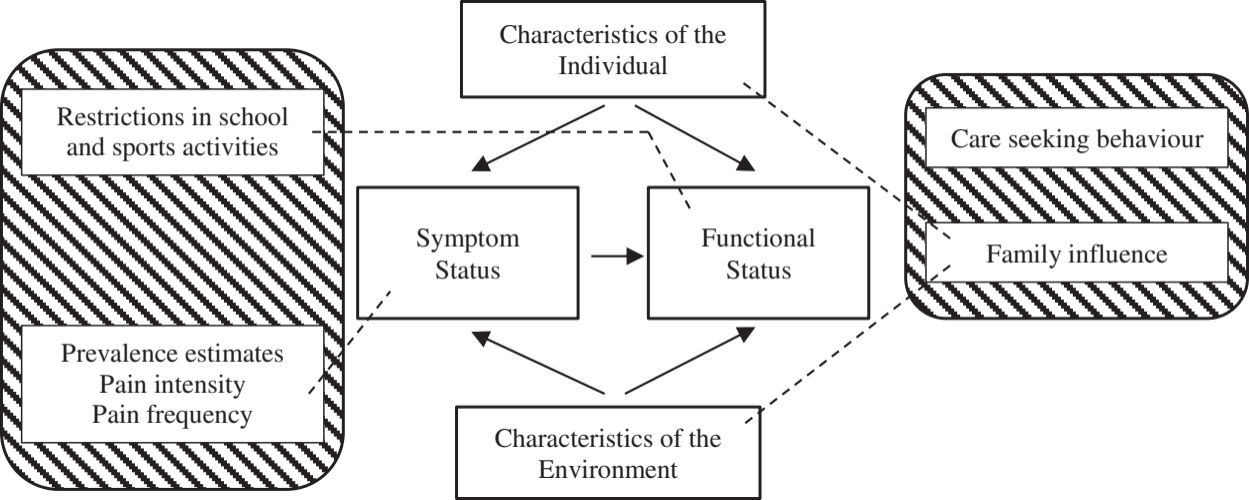 Characteristics of the
Individual
Restrictions in school
and sports activities
Care seeking behaviour
Symptom
Status
Functional
Status
Family influence
Prevalence estimates
Pain intensity
Pain frequency
Characteristics of the
Environment